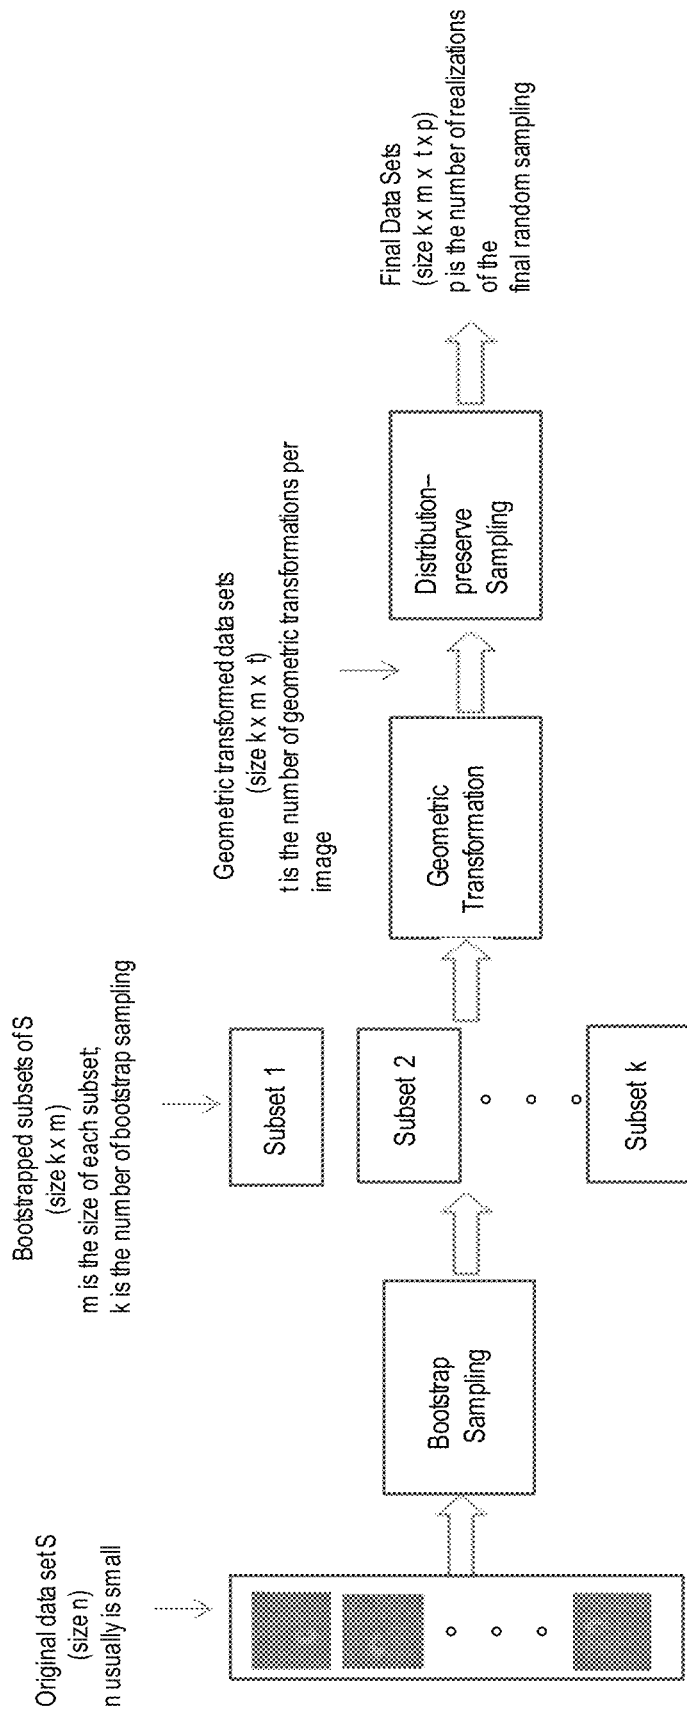 Original data set S
(size n)
n usually is small
Bootstrap
Sampling
Bootstrapped subsets of S
(size k x m)
m is the size of each subset,
k is the number of bootstrap sampling
Subset 1
Subset 2
Subset k
Geometric
Transformation
Geometric transformed data sets
(size k x m x t)
t is the number of geometric transformations per
image
Distribution–
preserve
Sampling
Final Data Sets
(size k x m x t x p)
p is the number of realizations
of the
final random sampling